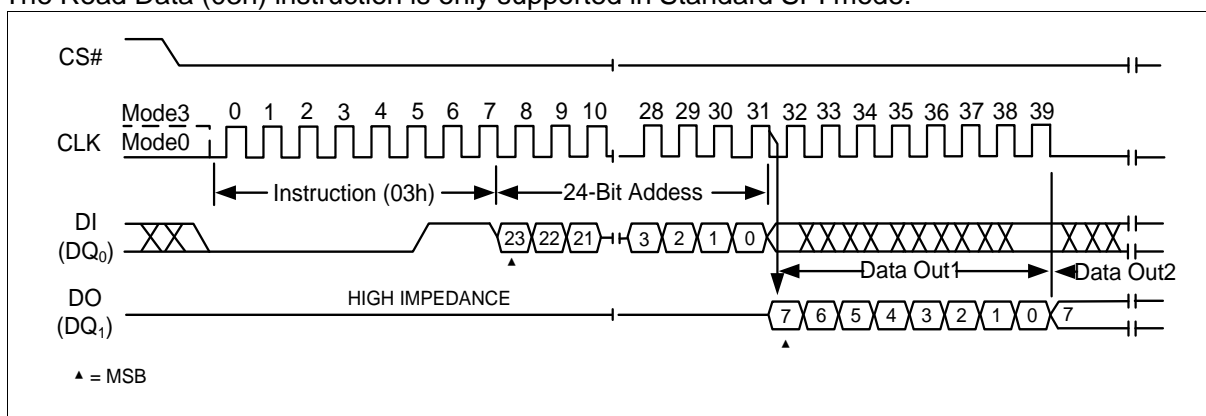 The Read Data (03h) instruction is only supported in Standard SPI mode.
CS#
Mode3 0 1 2 3 4 5 6 7 8 9 10 28 29 30 31 32 33 34 35 36 37 38 39
CLK Mode0
Instruction (03h) 24-Bit Addess
DI
(DQ0) 23 22 21 3 2 1 0
Data Out1 Data Out2
DO HIGH IMPEDANCE
(DQ1) 7 6 5 4 3 2 1 0 7
▲ = MSB